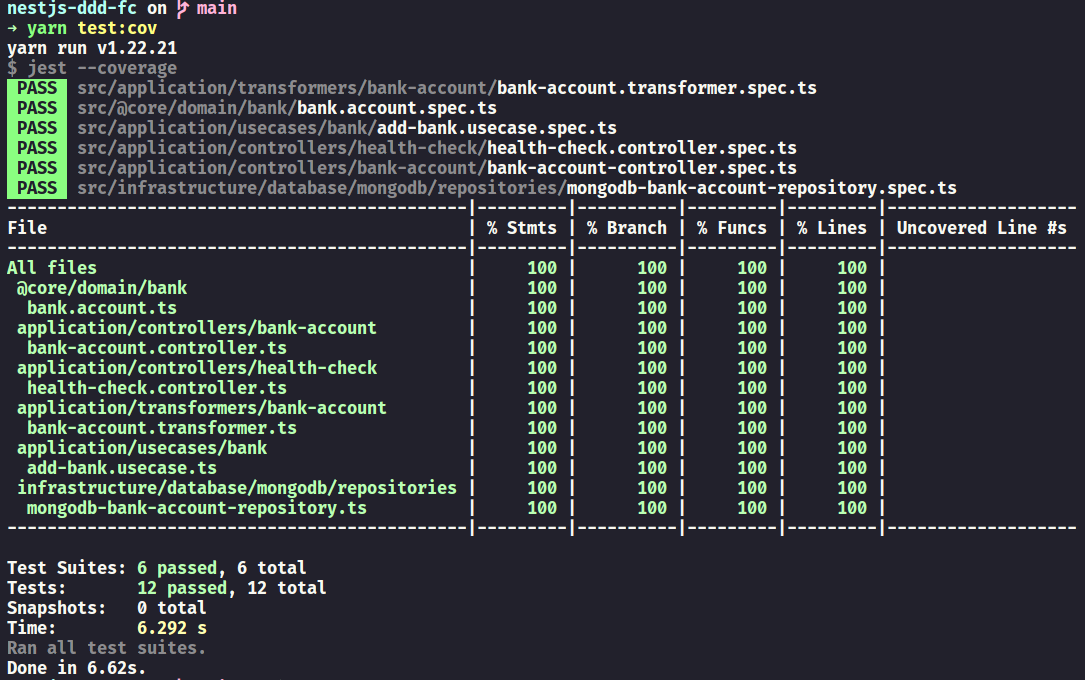 nestjs-ddd-fc on main
→ yarn test:cov
yarn run v1.22.21
$ jest --coverage
PASS src/application/transformers/bank-account/bank-account.transformer.spec.ts
PASS src/@core/domain/bank/bank.account.spec.ts
PASS src/application/usecases/bank/add-bank.usecase.spec.ts
PASS src/application/controllers/health-check/health-check.controller.spec.ts
PASS src/application/controllers/bank-account/bank-account-controller.spec.ts
PASS src/infrastructure/database/mongodb/repositories/mongodb-bank-account-repository.spec.ts
----------------------------------------------|---------|----------|---------|---------|-------------------
File                                          | % Stmts | % Branch | % Funcs | % Lines | Uncovered Line #s
----------------------------------------------|---------|----------|---------|---------|-------------------
All files                                     |     100 |      100 |     100 |     100 |
 @core/domain/bank                            |     100 |      100 |     100 |     100 |
  bank.account.ts                             |     100 |      100 |     100 |     100 |
 application/controllers/bank-account         |     100 |      100 |     100 |     100 |
  bank-account.controller.ts                  |     100 |      100 |     100 |     100 |
 application/controllers/health-check         |     100 |      100 |     100 |     100 |
  health-check.controller.ts                  |     100 |      100 |     100 |     100 |
 application/transformers/bank-account        |     100 |      100 |     100 |     100 |
  bank-account.transformer.ts                 |     100 |      100 |     100 |     100 |
 application/usecases/bank                    |     100 |      100 |     100 |     100 |
  add-bank.usecase.ts                         |     100 |      100 |     100 |     100 |
 infrastructure/database/mongodb/repositories |     100 |      100 |     100 |     100 |
  mongodb-bank-account-repository.ts          |     100 |      100 |     100 |     100 |
----------------------------------------------|---------|----------|---------|---------|-------------------
Test Suites: 6 passed, 6 total
Tests:       12 passed, 12 total
Snapshots:   0 total
Time:        6.292 s
Ran all test suites.
Done in 6.62s.